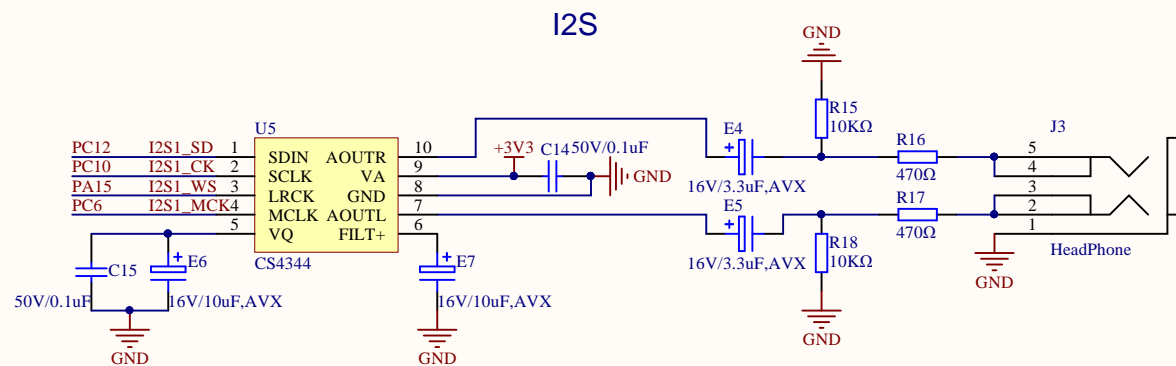 I2S
GND
R15
10KΩ
U5
E4
R16
J3
PC12 I2S1_SD 1 SDIN AOUTR 10
+3V3 C14 50V/0.1uF
+
470Ω
5
PC10 I2S1_CK 2 SCLK VA 9
4
PA15 I2S1_WS 3 LRCK GND 8
GND
16V/3.3uF,AVX
3
PC6 I2S1_MCK 4 MCLK AOUTL 7
E5
R17
2
5 VQ FILT+ 6
+
R18
470Ω
1
CS4344
16V/3.3uF,AVX
10KΩ
HeadPhone
C15
+
E6
+
E7
50V/0.1uF
16V/10uF,AVX
16V/10uF,AVX
GND
GND
GND
GND